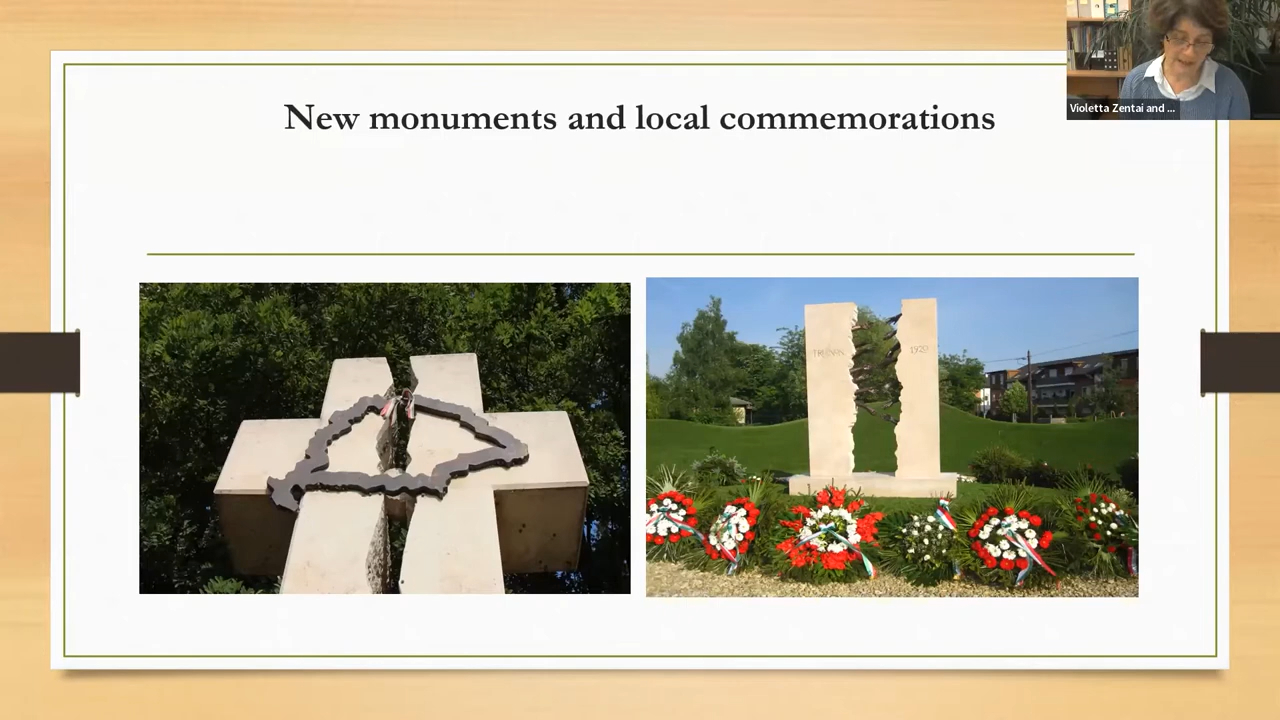 New monuments and local commemorations
Violetta Zentai and ...
TRIANON
1920